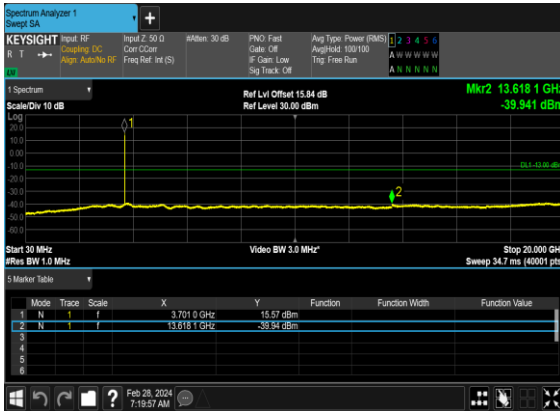 Spectrum Analyzer 1
Swept SA
+
KEYSIGHT Input: RF Input Z: 50 Ω #Atten: 30 dB PNO: Fast Avg Type: Power (RMS) 1 2 3 4 5 6
R T Coupling: DC Corr CCorr Gate: Off Avg|Hold: 100/100 A W W W W W
Align: Auto/No RF Freq Ref: Int (S) IF Gain: Low Trig: Free Run
Sig Track: Off A N N N N N
1 Spectrum Ref Lvl Offset 15.84 dB Mkr2 13.618 1 GHz
Scale/Div 10 dB Ref Level 30.00 dBm -39.941 dBm
Log
1
20.0
10.0
0.00
-10.0
DL1 -13.00 dBm
-20.0
-30.0
2
-40.0
-50.0
-60.0
Start 30 MHz Video BW 3.0 MHz* Stop 20.000 GHz
#Res BW 1.0 MHz Sweep 34.7 ms (40001 pts)
5 Marker Table
Mode Trace Scale X Y Function Function Width Function Value
1 N 1 f 3.701 0 GHz 15.57 dBm
2 N 1 f 13.618 1 GHz -39.94 dBm
3
4
5
6
? Feb 28, 2024
7:19:57 AM